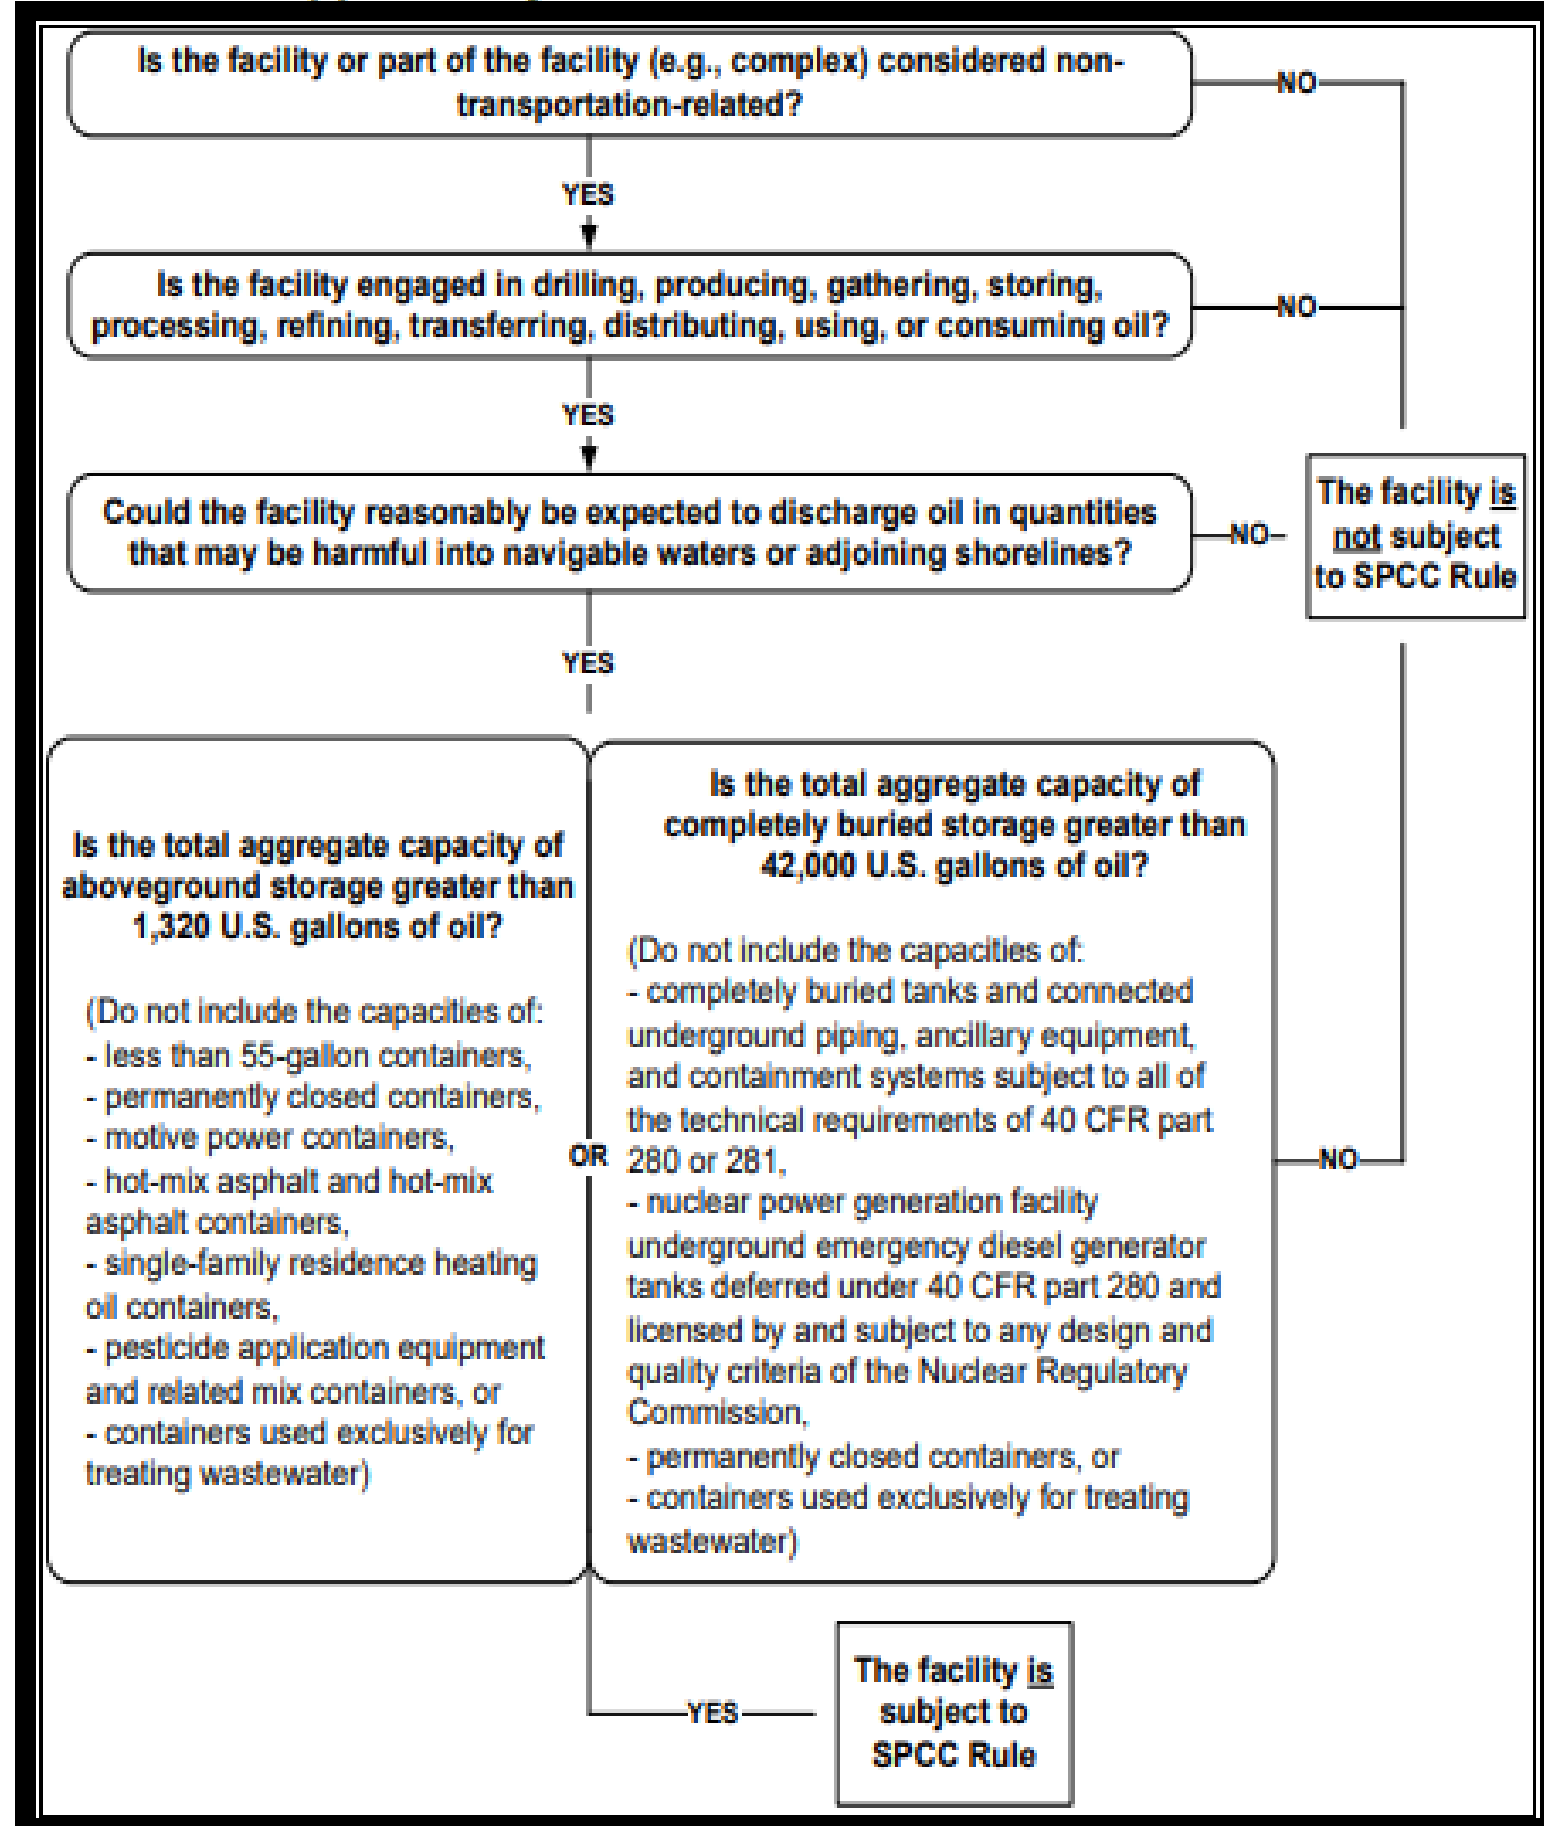 Is the facility or part of the facility (e.g., complex) considered non-
transportation-related?
NO
YES
Is the facility engaged in drilling, producing, gathering, storing,
processing, refining, transferring, distributing, using, or consuming oil?
NO
YES
Could the facility reasonably be expected to discharge oil in quantities
that may be harmful into navigable waters or adjoining shorelines?
NO
The facility is
not subject
to SPCC Rule
YES
Is the total aggregate capacity of
aboveground storage greater than
1,320 U.S. gallons of oil?
(Do not include the capacities of:
- less than 55-gallon containers,
- permanently closed containers,
- motive power containers,
- hot-mix asphalt and hot-mix
asphalt containers,
- single-family residence heating
oil containers,
- pesticide application equipment
and related mix containers, or
- containers used exclusively for
treating wastewater)
OR
Is the total aggregate capacity of
completely buried storage greater than
42,000 U.S. gallons of oil?
(Do not include the capacities of:
- completely buried tanks and connected
underground piping, ancillary equipment,
and containment systems subject to all of
the technical requirements of 40 CFR part
280 or 281,
- nuclear power generation facility
underground emergency diesel generator
tanks deferred under 40 CFR part 280 and
licensed by and subject to any design and
quality criteria of the Nuclear Regulatory
Commission,
- permanently closed containers, or
- containers used exclusively for treating
wastewater)
NO
YES
The facility is
subject to
SPCC Rule